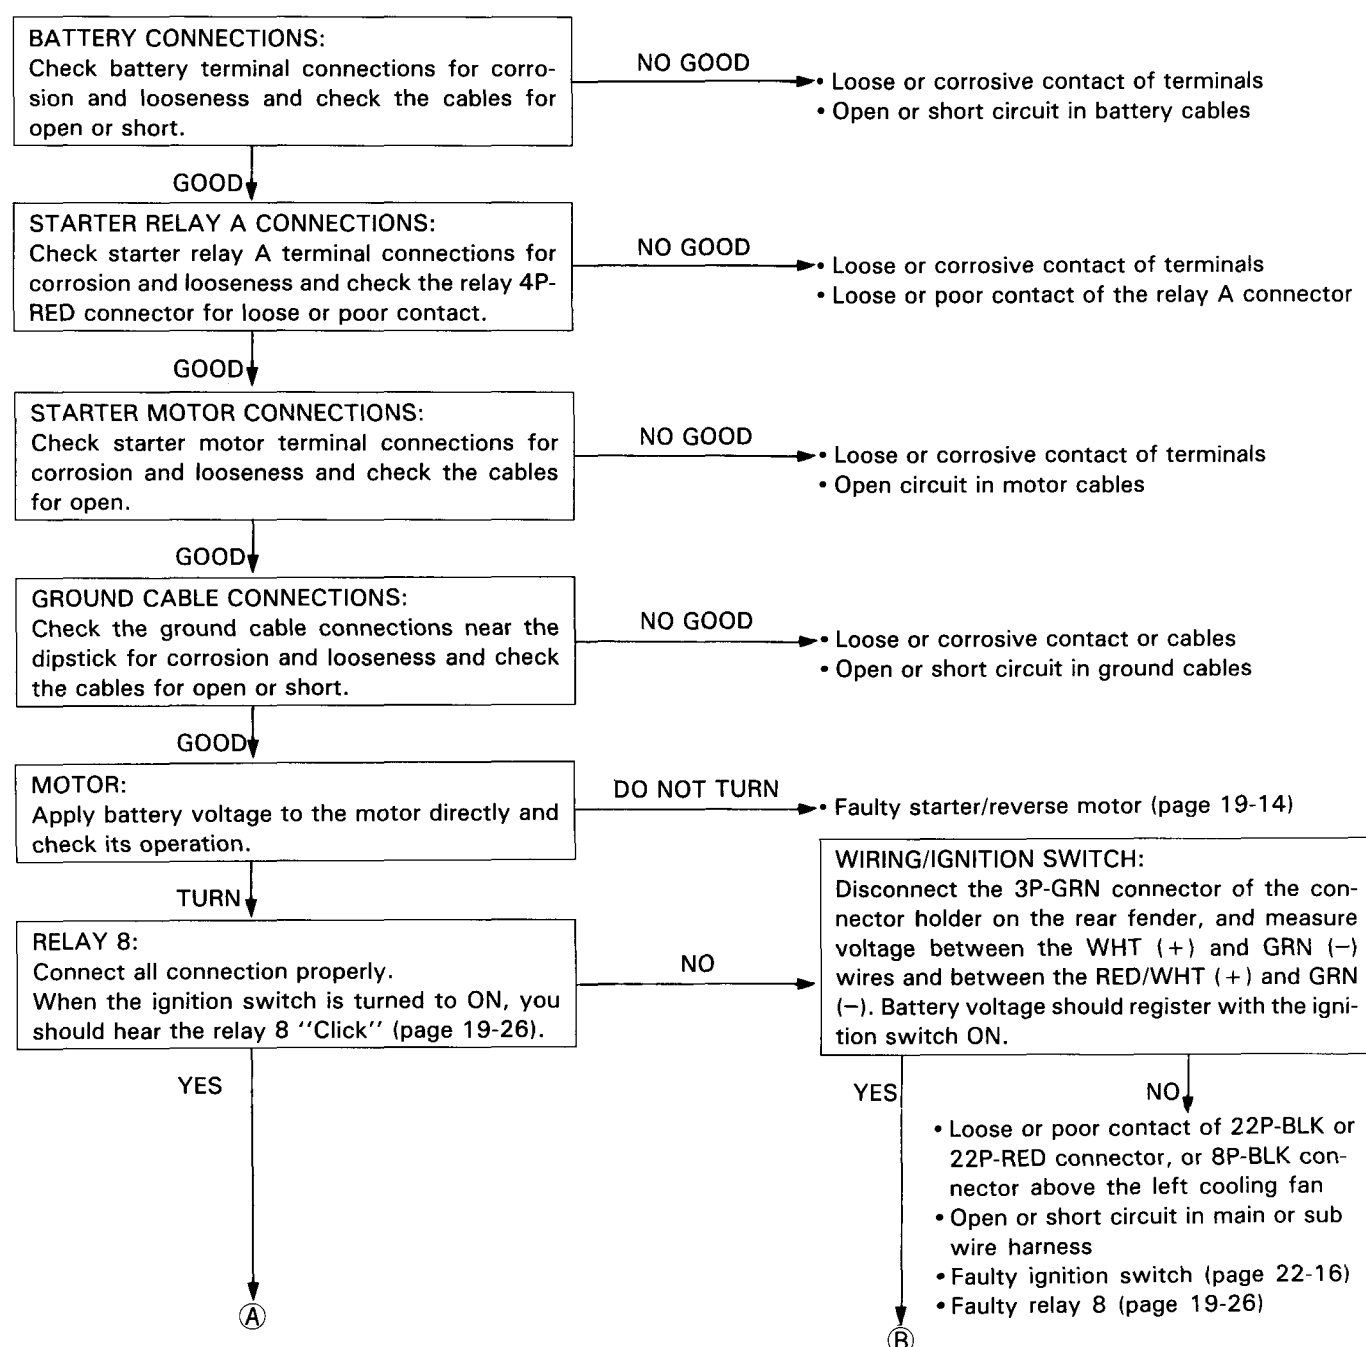 BATTERY CONNECTIONS:
Check battery terminal connections for corro-
sion and looseness and check the cables for
open or short.
NO GOOD
• Loose or corrosive contact of terminals
• Open or short circuit in battery cables
GOOD
STARTER RELAY A CONNECTIONS:
Check starter relay A terminal connections for
corrosion and looseness and check the relay 4P-
RED connector for loose or poor contact.
NO GOOD
• Loose or corrosive contact of terminals
• Loose or poor contact of the relay A connector
GOOD
STARTER MOTOR CONNECTIONS:
Check starter motor terminal connections for
corrosion and looseness and check the cables
for open.
NO GOOD
• Loose or corrosive contact of terminals
• Open circuit in motor cables
GOOD
GROUND CABLE CONNECTIONS:
Check the ground cable connections near the
dipstick for corrosion and looseness and check
the cables for open or short.
NO GOOD
• Loose or corrosive contact or cables
• Open or short circuit in ground cables
GOOD
MOTOR:
Apply battery voltage to the motor directly and
check its operation.
DO NOT TURN
• Faulty starter/reverse motor (page 19-14)
TURN
RELAY 8:
Connect all connection properly.
When the ignition switch is turned to ON, you
should hear the relay 8 ''Click'' (page 19-26).
NO
WIRING/IGNITION SWITCH:
Disconnect the 3P-GRN connector of the con-
nector holder on the rear fender, and measure
voltage between the WHT (+) and GRN (−)
wires and between the RED/WHT (+) and GRN
(−). Battery voltage should register with the igni-
tion switch ON.
YES
YES
NO
• Loose or poor contact of 22P-BLK or
22P-RED connector, or 8P-BLK con-
nector above the left cooling fan
• Open or short circuit in main or sub
wire harness
• Faulty ignition switch (page 22-16)
• Faulty relay 8 (page 19-26)
Ⓐ
Ⓑ